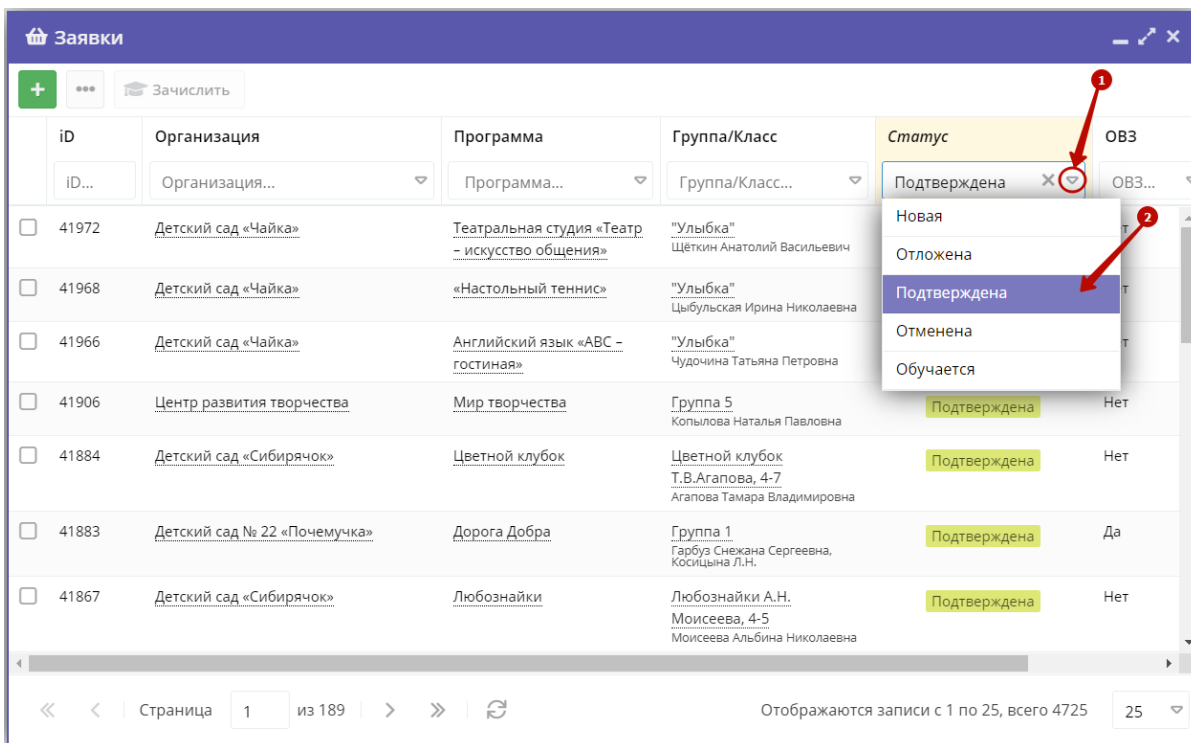 Заявки
1
+ ••• Зачислить
iD Организация Программа Группа/Класс Статус ОВЗ
iD... Организация... Программа... Группа/Класс... Подтверждена ОВЗ...
Новая
Отложена
Подтверждена
Отменена
Обучается
2
41972 Детский сад «Чайка» Театральная студия «Театр "Улыбка"
– искусство общения» Щёткин Анатолий Васильевич
41968 Детский сад «Чайка» «Настольный теннис» "Улыбка"
Цыбульская Ирина Николаевна
41966 Детский сад «Чайка» Английский язык «АВС – "Улыбка"
гостиная» Чудочина Татьяна Петровна
41906 Центр развития творчества Мир творчества Группа 5 Подтверждена Нет
Копылова Наталья Павловна
41884 Детский сад «Сибирячок» Цветной клубок Цветной клубок Подтверждена Нет
Т.В.Агапова, 4-7
Агапова Тамара Владимировна
41883 Детский сад № 22 «Почемучка» Дорога Добра Группа 1 Подтверждена Да
Гарбуз Снежана Сергеевна,
Косицына Л.Н.
41867 Детский сад «Сибирячок» Любознайки Любознайки А.Н. Подтверждена Нет
Моисеева, 4-5
Моисеева Альбина Николаевна
Страница 1 из 189 Отображаются записи с 1 по 25, всего 4725 25